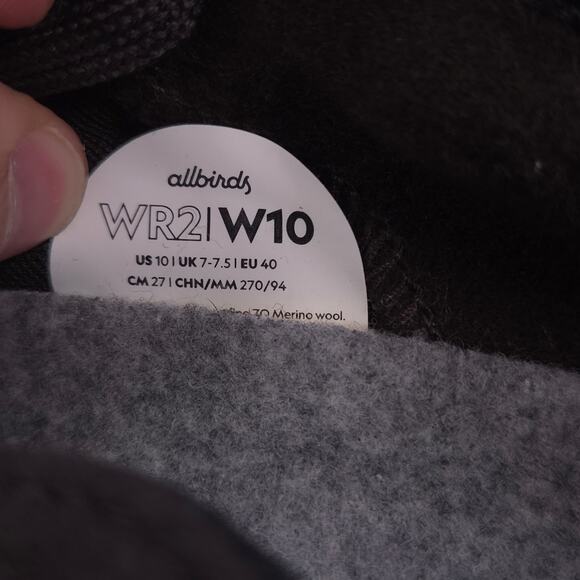 allbirds
WR2|W10
US 10 | UK 7-7.5 | EU 40
CM 27 | CHN/MM 270/94
ZQ Merino wool.